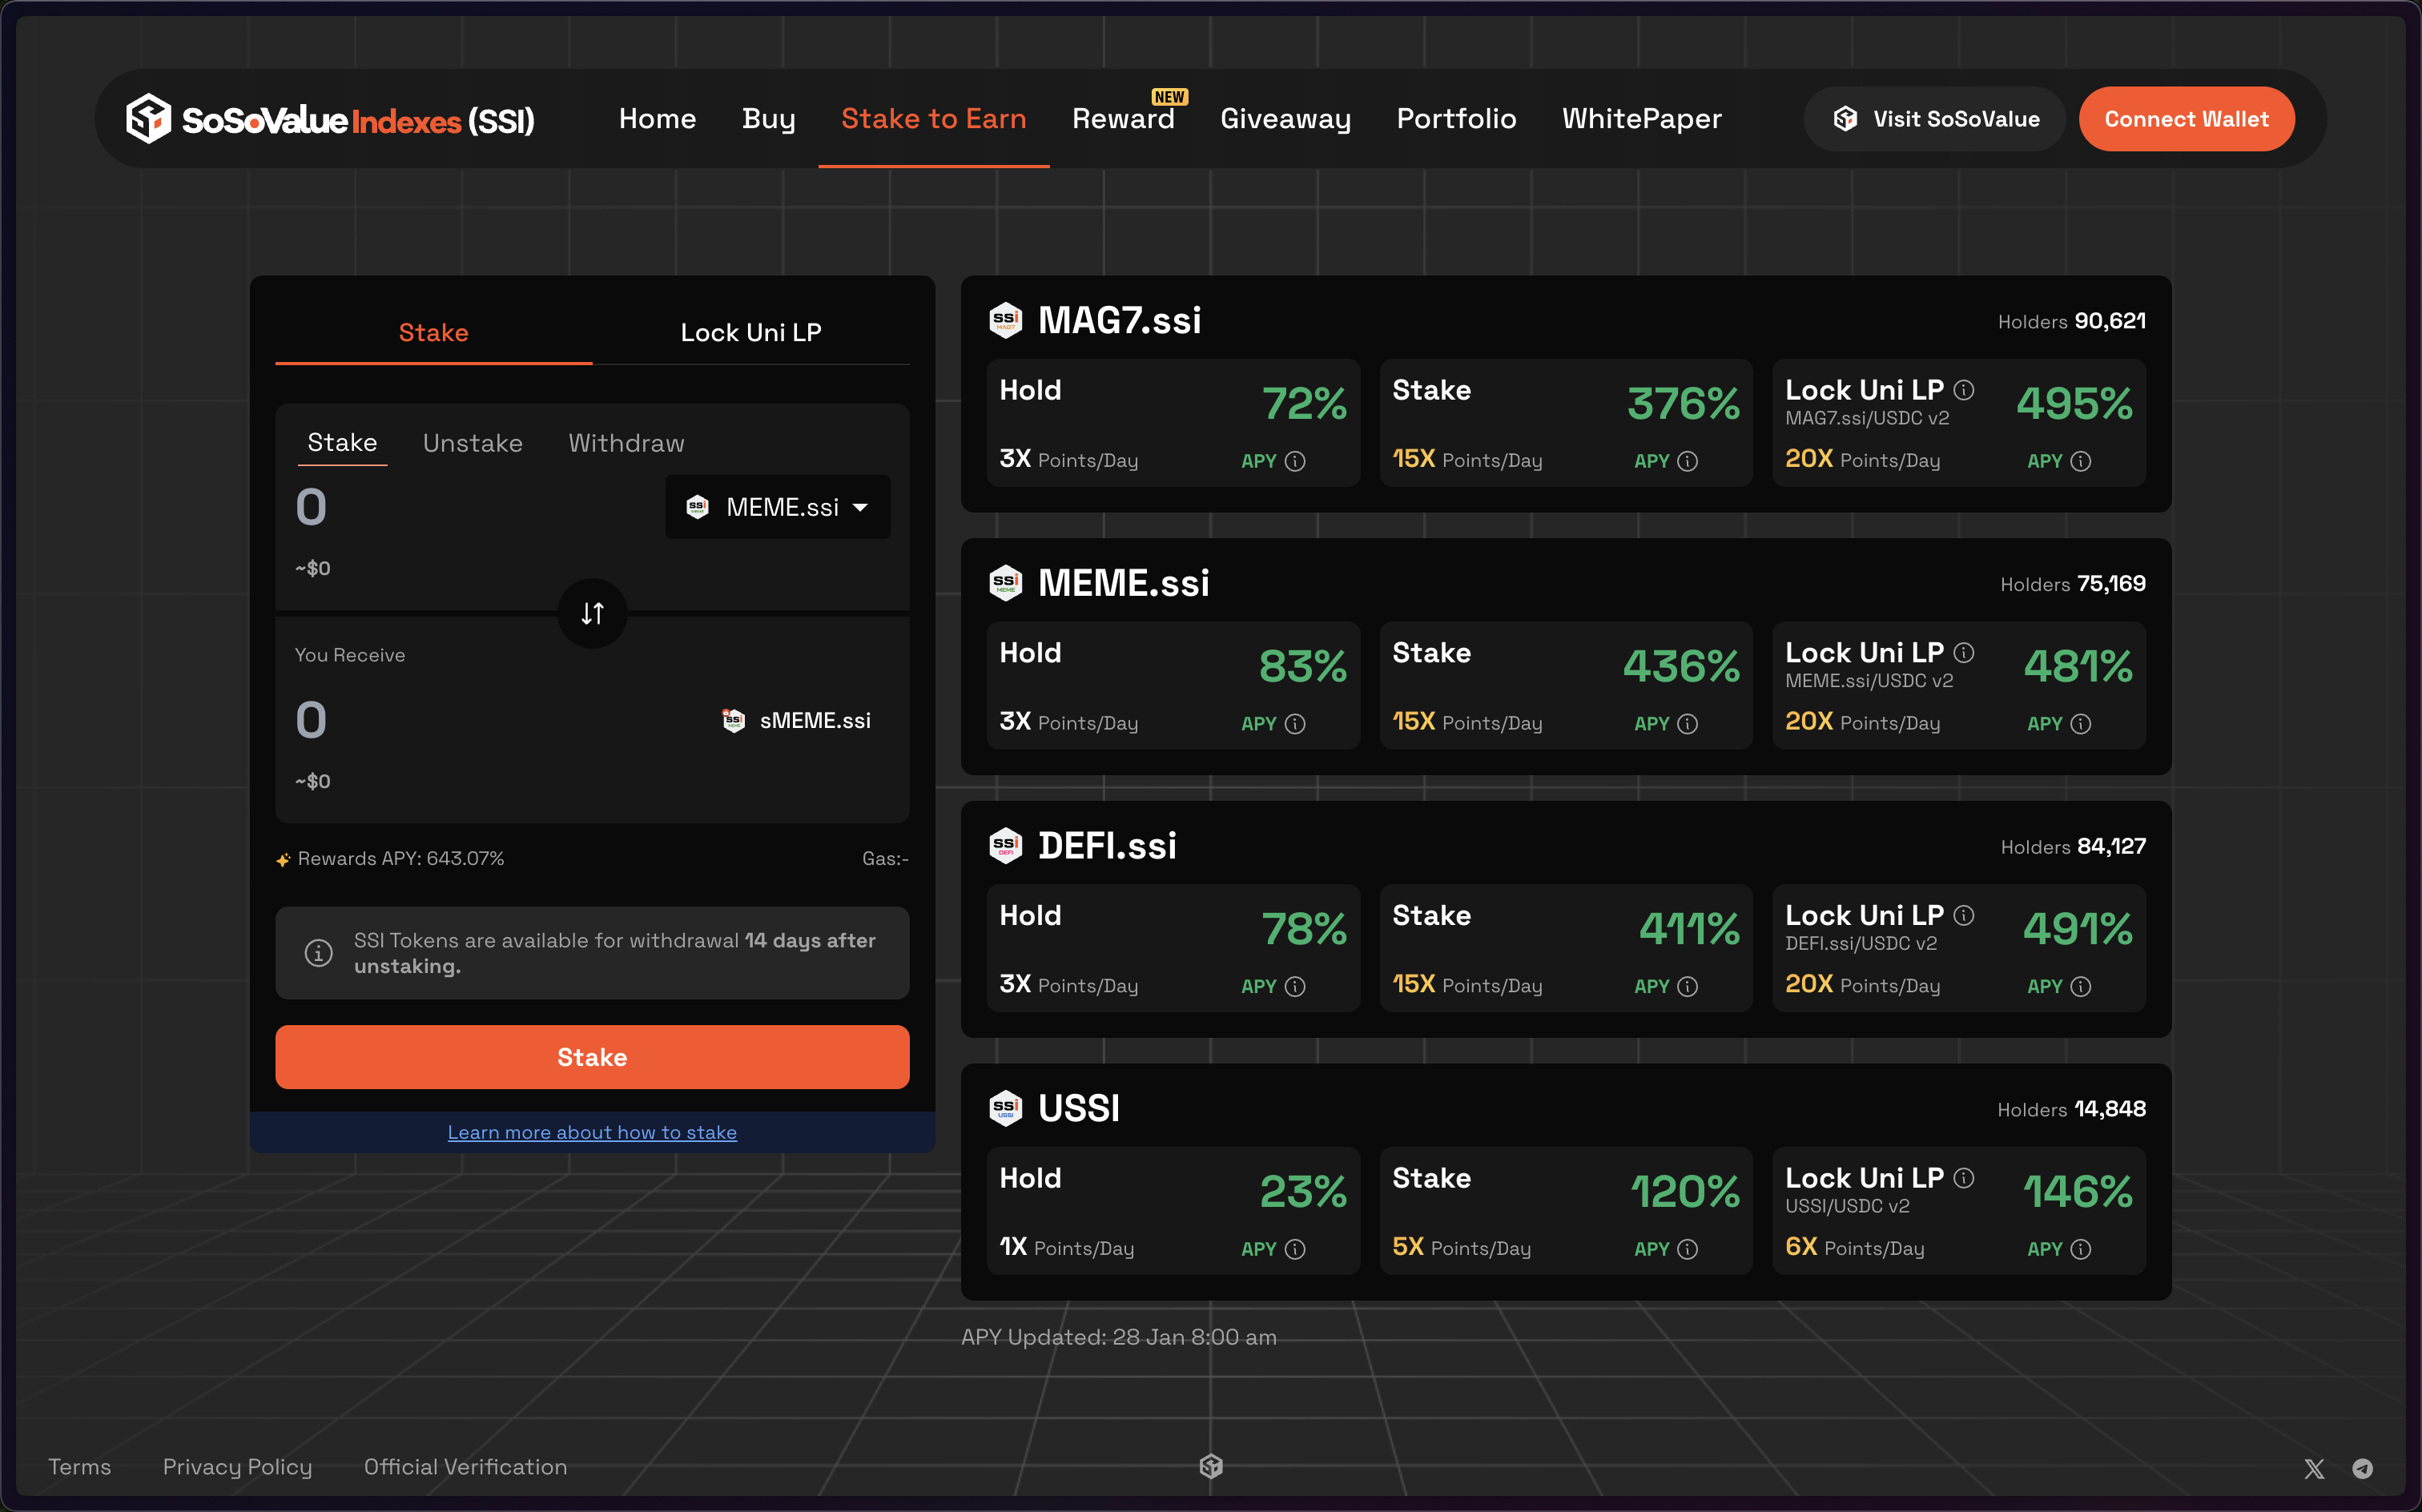 SoSoValue Indexes (SSI)
Home
Buy
Stake to Earn
Reward
NEW
Giveaway
Portfolio
WhitePaper
Visit SoSoValue
Connect Wallet
Stake
Lock Uni LP
Stake
Unstake
Withdraw
0
MEME.ssi
~$0
You Receive
0
sMEME.ssi
~$0
Rewards APY: 643.07%
Gas:-
SSI Tokens are available for withdrawal 14 days after
unstaking.
Stake
Learn more about how to stake
ssi
MAG7
MAG7.ssi
Holders 90,621
Hold
72%
3X Points/Day
APY
Stake
376%
15X Points/Day
APY
Lock Uni LP
MAG7.ssi/USDC v2
495%
20X Points/Day
APY
ssi
MEME
MEME.ssi
Holders 75,169
Hold
83%
3X Points/Day
APY
Stake
436%
15X Points/Day
APY
Lock Uni LP
MEME.ssi/USDC v2
481%
20X Points/Day
APY
ssi
DEFI
DEFI.ssi
Holders 84,127
Hold
78%
3X Points/Day
APY
Stake
411%
15X Points/Day
APY
Lock Uni LP
DEFI.ssi/USDC v2
491%
20X Points/Day
APY
ssi
USSI
USSI
Holders 14,848
Hold
23%
1X Points/Day
APY
Stake
120%
5X Points/Day
APY
Lock Uni LP
USSI/USDC v2
146%
6X Points/Day
APY
APY Updated: 28 Jan 8:00 am
Terms
Privacy Policy
Official Verification